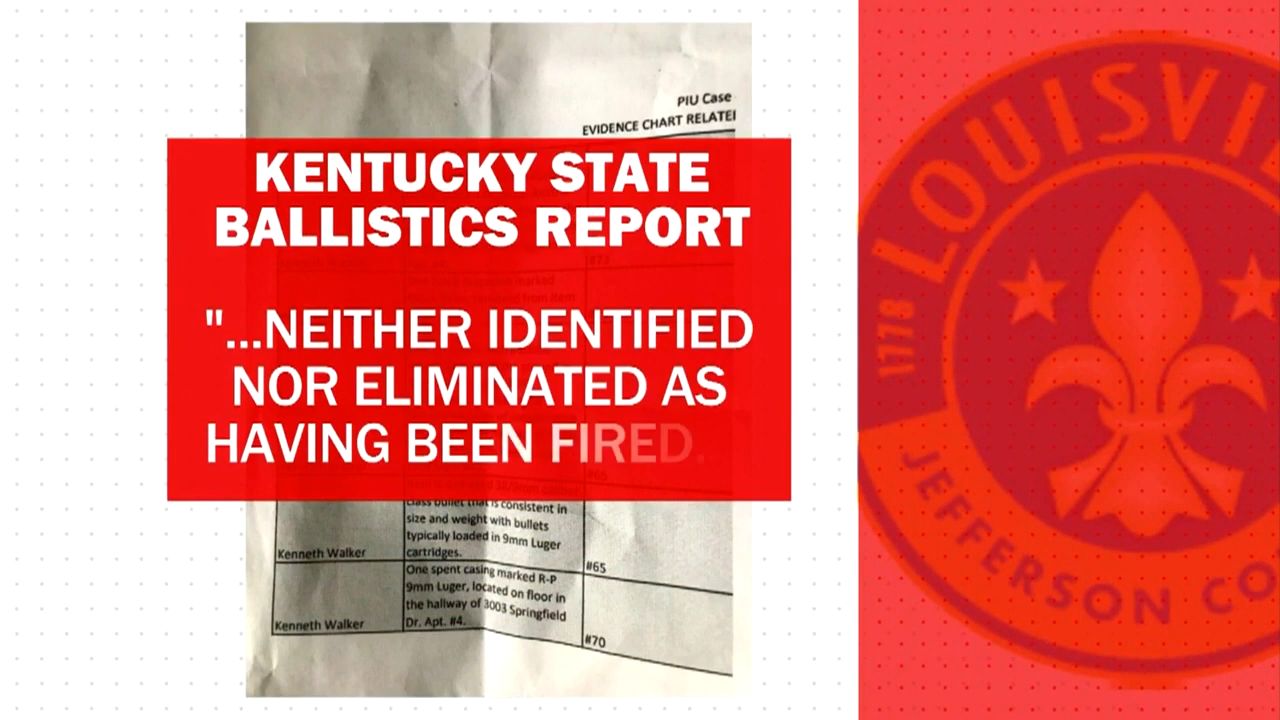 PIU Case
EVIDENCE CHART RELATE
KENTUCKY STATE
BALLISTICS REPORT
"...NEITHER IDENTIFIED
NOR ELIMINATED AS
HAVING BEEN FIRED.
class bullet that is consistent in
size and weight with bullets
typically loaded in 9mm Luger
Kenneth Walker
cartridges.
#65
One spent casing marked R-P
9mm Luger, located on floor in
the hallway of 3003 Springfield
Kenneth Walker
Dr. Apt. #4.
#70
LOUISVI
1778
JEFFERSON CO